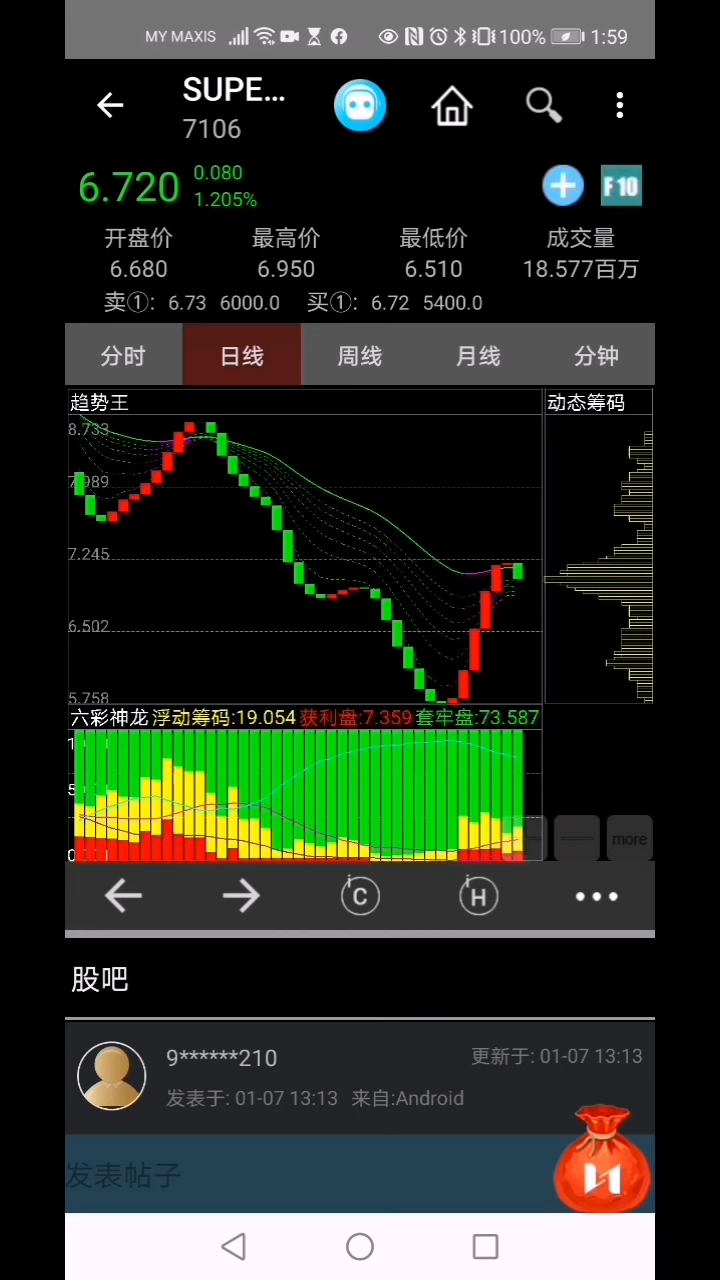 MY MAXIS 100% 1:59
SUPE...
7106
6.720 0.080
1.205%
F10
开盘价 最高价 最低价 成交量
6.680 6.950 6.510 18.577百万
卖①: 6.73 6000.0 买①: 6.72 5400.0
分时 日线 周线 月线 分钟
趋势王 动态筹码
8.733
7.989
7.245
6.502
5.758
六彩神龙 浮动筹码:19.054 获利盘:7.359 套牢盘:73.587
more
C H
股吧
9******210 更新于: 01-07 13:13
发表于: 01-07 13:13 来自:Android
发表帖子